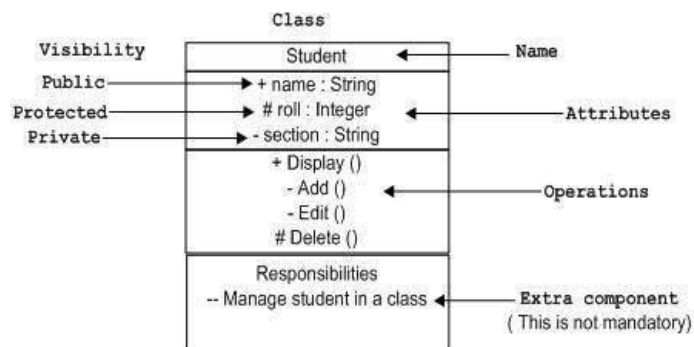 Class
Visibility
Student
Name
Public
+ name : String
Protected
# roll : Integer
Attributes
Private
- section : String
+ Display ()
- Add ()
Operations
- Edit ()
# Delete ()
Responsibilities
-- Manage student in a class
Extra component
( This is not mandatory)